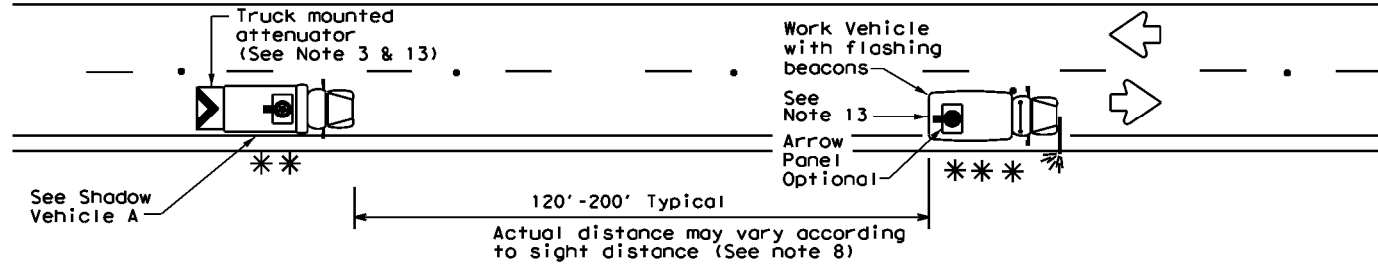 Truck mounted
attenuator
(See Note 3 & 13)
Work Vehicle
with flashing
beacons
See
Note 13
Arrow
Panel
Optional
See Shadow
Vehicle A
120'-200' Typical
Actual distance may vary according
to sight distance (See note 8)